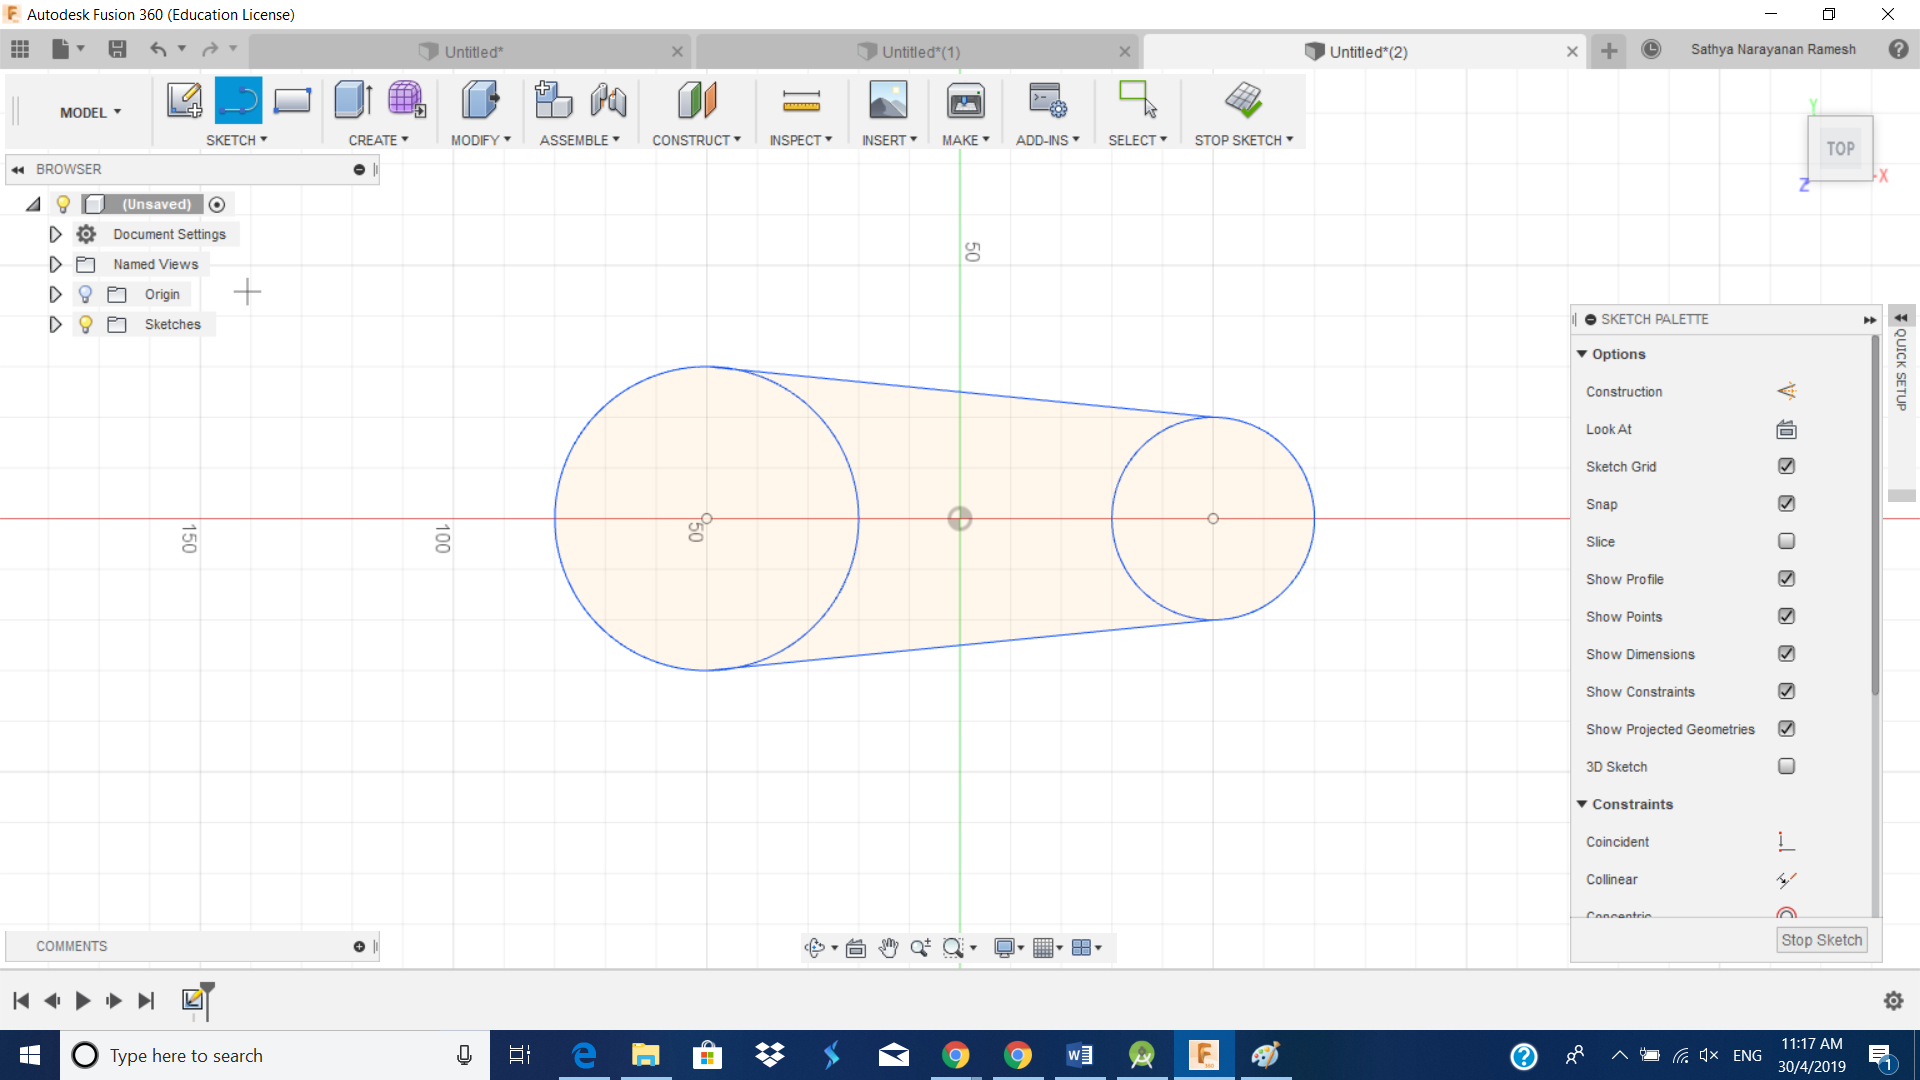 Autodesk Fusion 360 (Education License)
Untitled*
Untitled*(1)
Untitled*(2)
Sathya Narayanan Ramesh
MODEL
SKETCH
CREATE
MODIFY
ASSEMBLE
CONSTRUCT
INSPECT
INSERT
MAKE
ADD-INS
SELECT
STOP SKETCH
Y
TOP
X
Z
BROWSER
(Unsaved)
Document Settings
Named Views
Origin
Sketches
50
150
100
50
SKETCH PALETTE
QUICK SETUP
Options
Construction
Look At
Sketch Grid
Snap
Slice
Show Profile
Show Points
Show Dimensions
Show Constraints
Show Projected Geometries
3D Sketch
Constraints
Coincident
Collinear
Concentric
Stop Sketch
COMMENTS
Type here to search
ENG
11:17 AM
30/4/2019
1